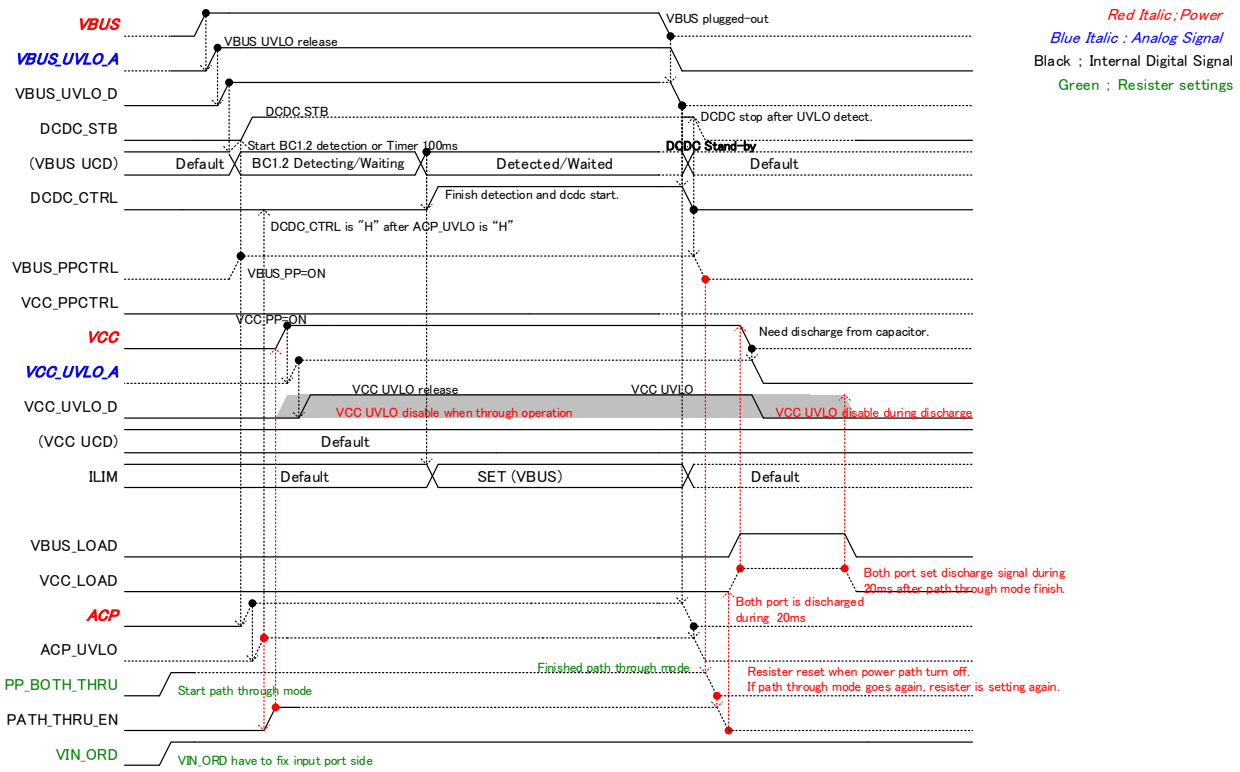 VBUS
VBUS plugged-out
Red Italic;Power
VBUS UVLO release
Blue Italic : Analog Signal
VBUS_UVLO_A
Black ; Internal Digital Signal
VBUS_UVLO_D
Green ; Resister settings
DCDC_STB
DCDC_STB
DCDC stop after UVLO detect.
Start BC1.2 detection or Timer 100ms
DCDC Stand-by
(VBUS UCD)
Default
BC1.2 Detecting/Waiting
Detected/Waited
Default
DCDC_CTRL
Finish detection and dcdc start.
DCDC_CTRL is "H" after ACP_UVLO is "H"
VBUS_PPCTRL
VBUS_PP=ON
VCC_PPCTRL
VCC_PP=ON
VCC
Need discharge from capacitor.
VCC_UVLO_A
VCC UVLO release
VCC UVLO
VCC_UVLO_D
VCC UVLO disable when through operation
VCC UVLO disable during discharge
(VCC UCD)
Default
ILIM
Default
SET (VBUS)
Default
VBUS_LOAD
VCC_LOAD
Both port set discharge signal during
20ms after path through mode finish.
Both port is discharged
during 20ms
ACP
ACP_UVLO
Finished path through mode
Resister reset when power path turn off.
If path through mode goes again, resister is setting again.
PP_BOTH_THRU
Start path through mode
PATH_THRU_EN
VIN_ORD
VIN_ORD have to fix input port side